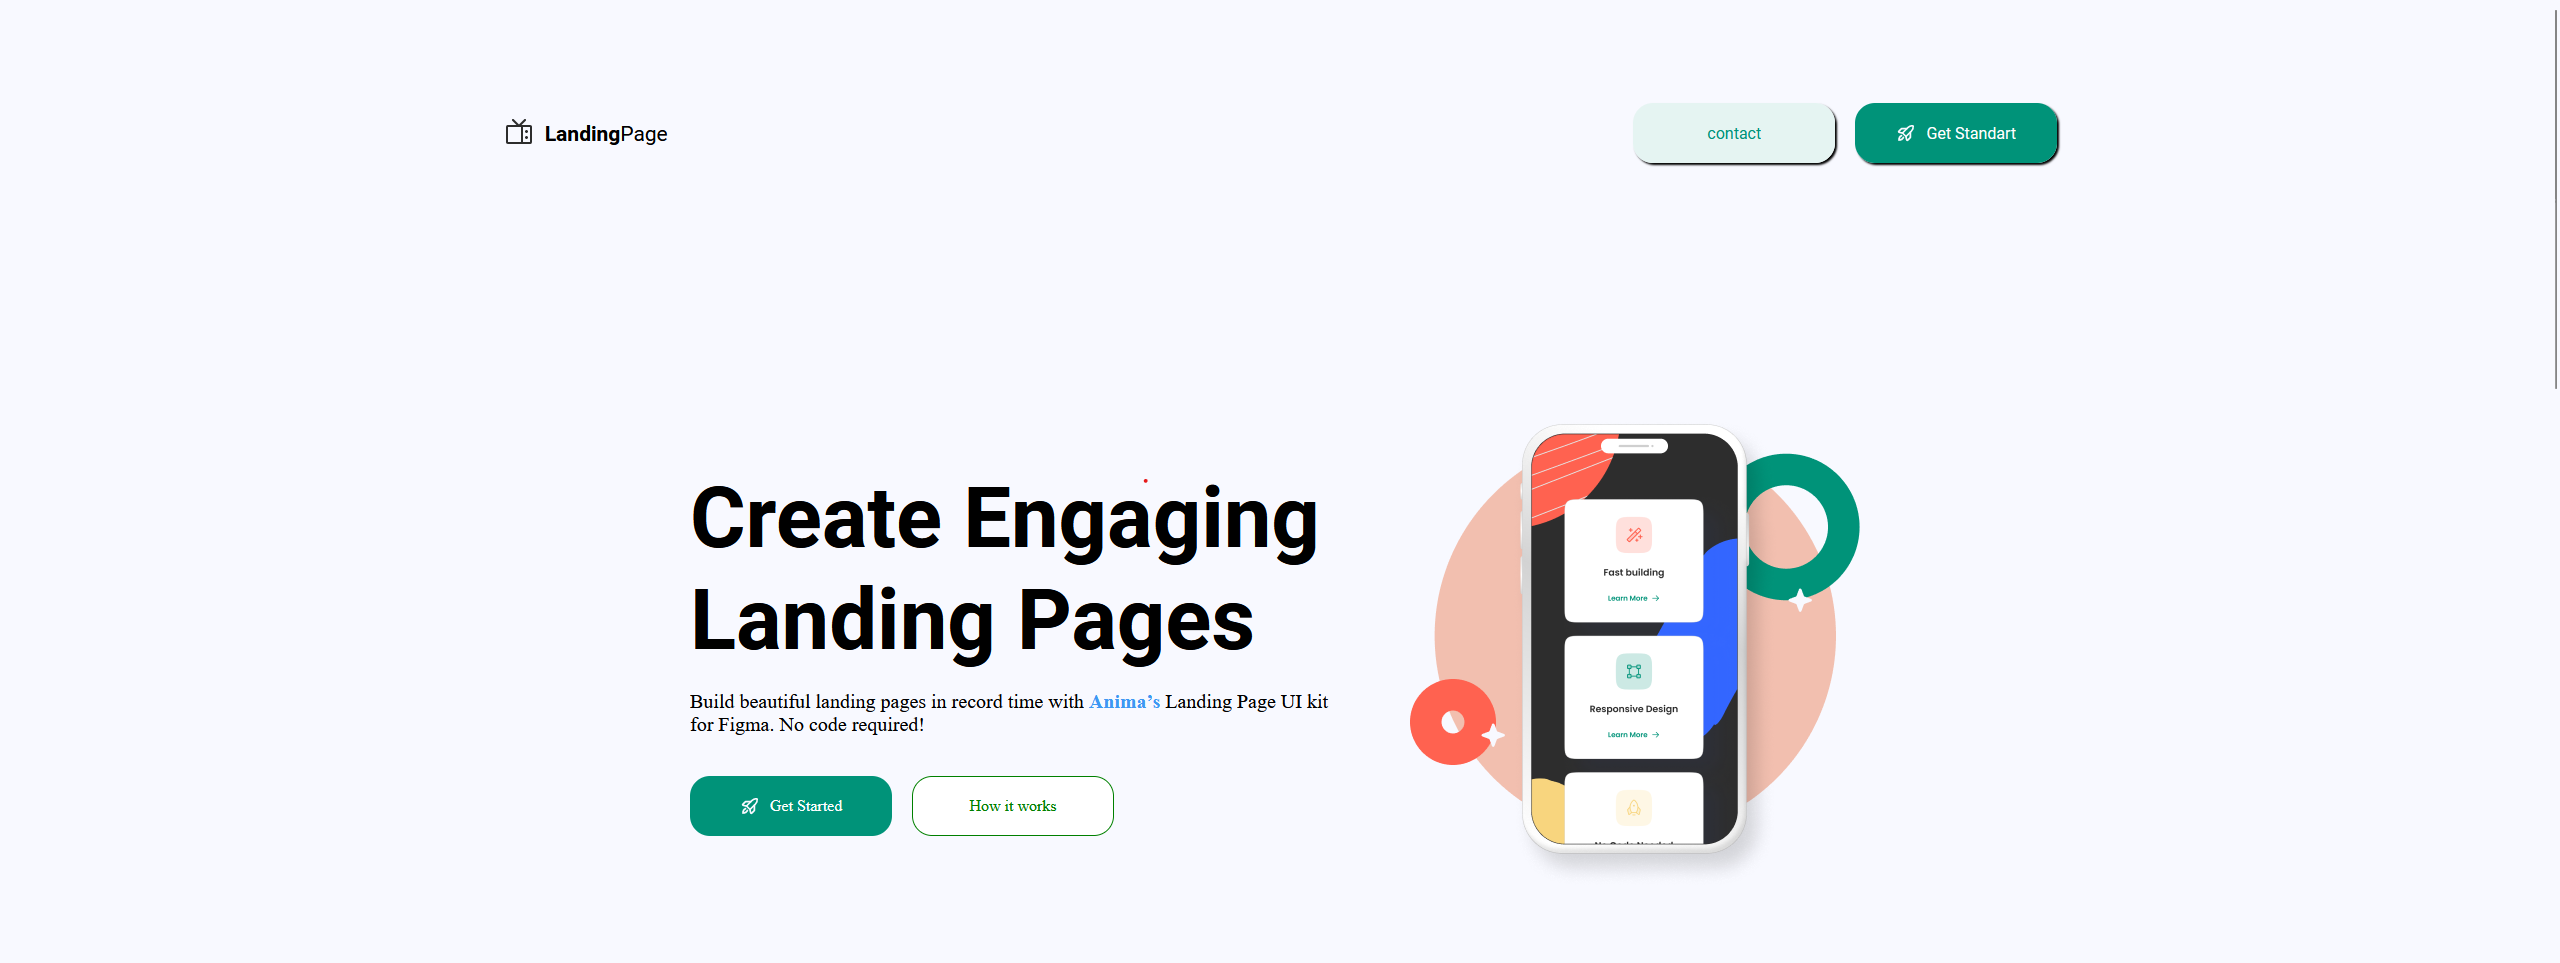 LandingPage
contact
Get Standart
Create Engaging
Landing Pages
Build beautiful landing pages in record time with Anima’s Landing Page UI kit
for Figma. No code required!
Get Started
How it works
Fast building
Learn More →
Responsive Design
Learn More →